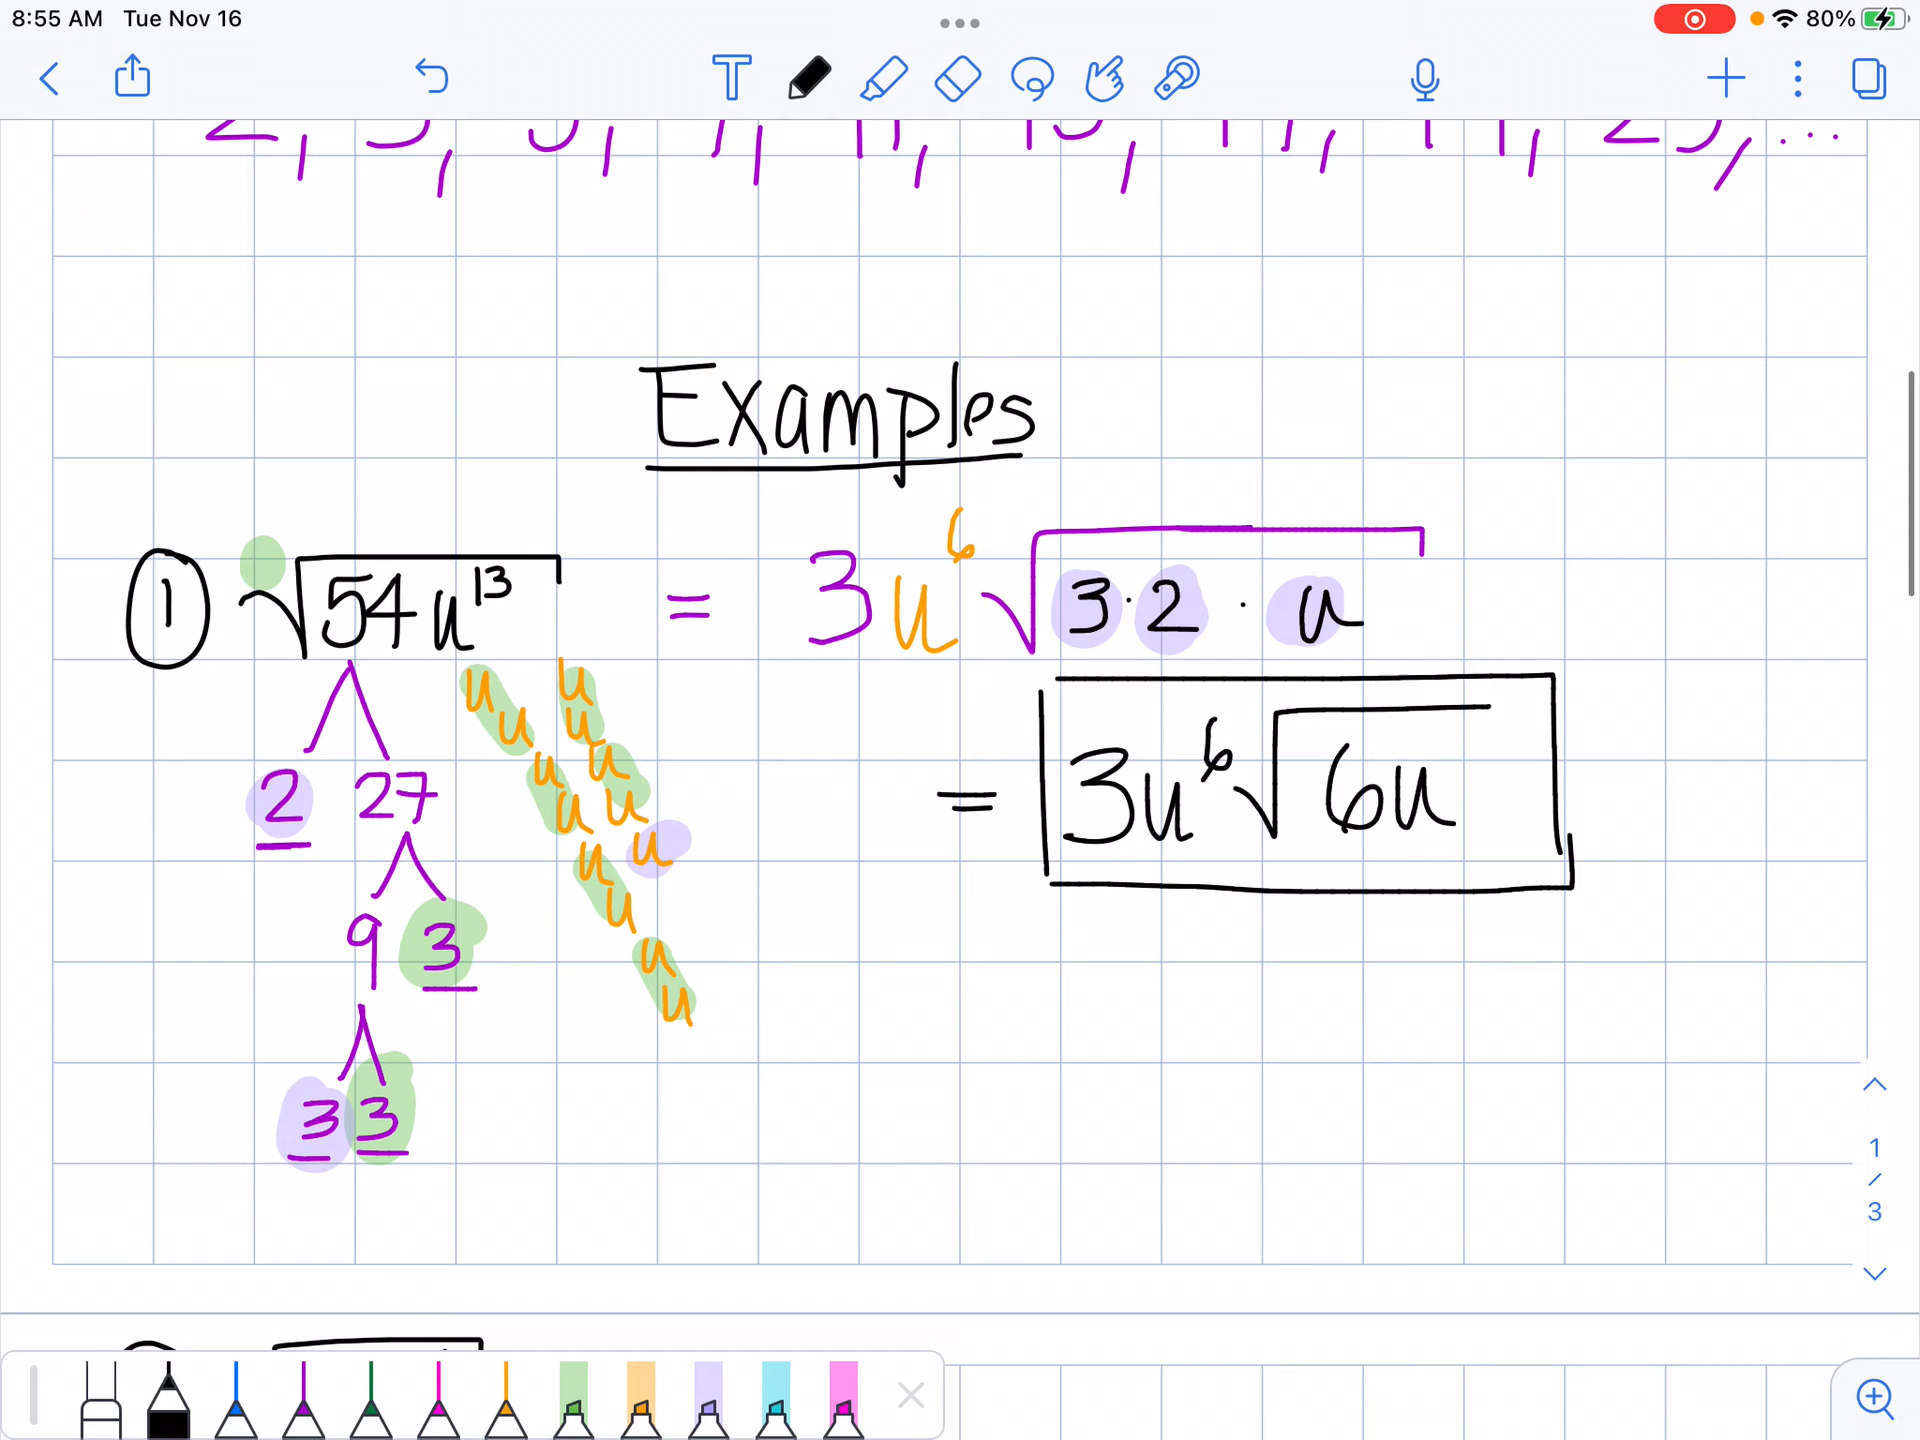 8:55 AM Tue Nov 16
80%
T
Examples
1 √54u¹³ = 3u⁶ √3·2·u
= 3u⁶√6u
2 27
9 3
3 3
u u
u u
u u
u u
u u
u
u
u
1
/
3